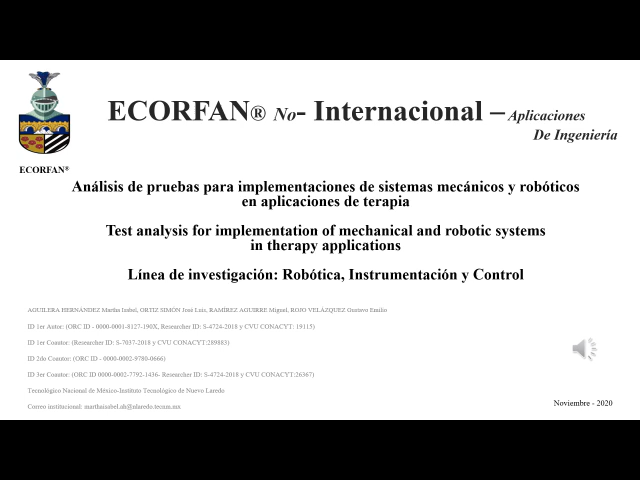 ECORFAN® No- Internacional – Aplicaciones
De Ingeniería
ECORFAN®
Análisis de pruebas para implementaciones de sistemas mecánicos y robóticos
en aplicaciones de terapia
Test analysis for implementation of mechanical and robotic systems
in therapy applications
Línea de investigación: Robótica, Instrumentación y Control
AGUILERA HERNÁNDEZ Martha Isabel, ORTIZ SIMÓN José Luis, RAMÍREZ AGUIRRE Miguel, ROJO VELÁZQUEZ Gustavo Emilio
ID 1er Autor: (ORC ID - 0000-0001-8127-190X, Researcher ID: S-4724-2018 y CVU CONACYT: 19115)
ID 1er Coautor: (Researcher ID: S-7037-2018 y CVU CONACYT:289883)
ID 2do Coautor: (ORC ID - 0000-0002-9780-0666)
ID 3er Coautor: (ORC ID 0000-0002-7792-1436- Researcher ID: S-4724-2018 y CVU CONACYT:26367)
Tecnológico Nacional de México-Instituto Tecnológico de Nuevo Laredo
Correo institucional: marthaisabel.ah@nlaredo.tecnm.mx
Noviembre - 2020